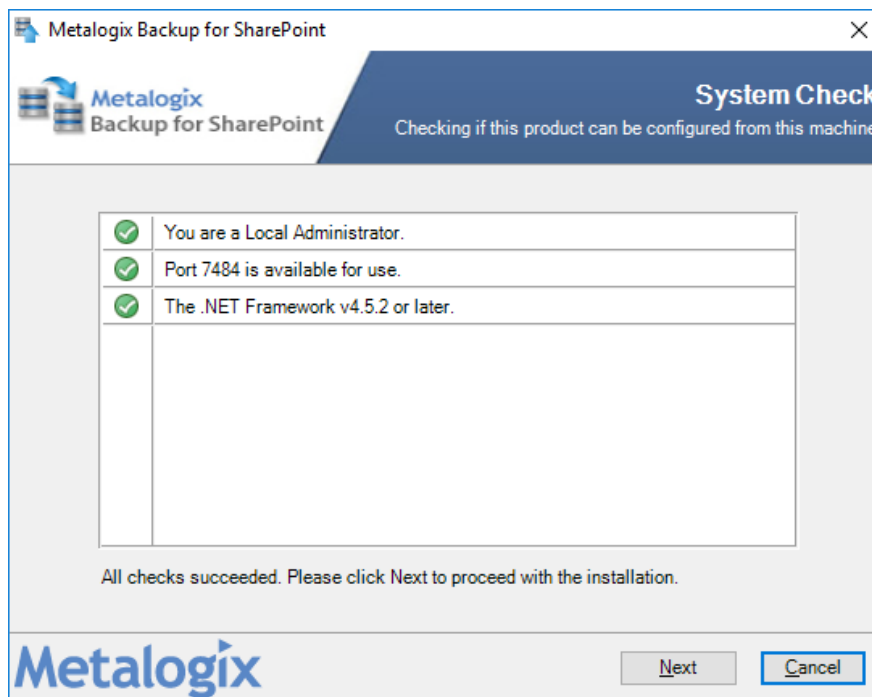 Metalogix Backup for SharePoint
Metalogix
Backup for SharePoint
System Check
Checking if this product can be configured from this machine
You are a Local Administrator.
Port 7484 is available for use.
The .NET Framework v4.5.2 or later.
All checks succeeded. Please click Next to proceed with the installation.
Metalogix
Next
Cancel